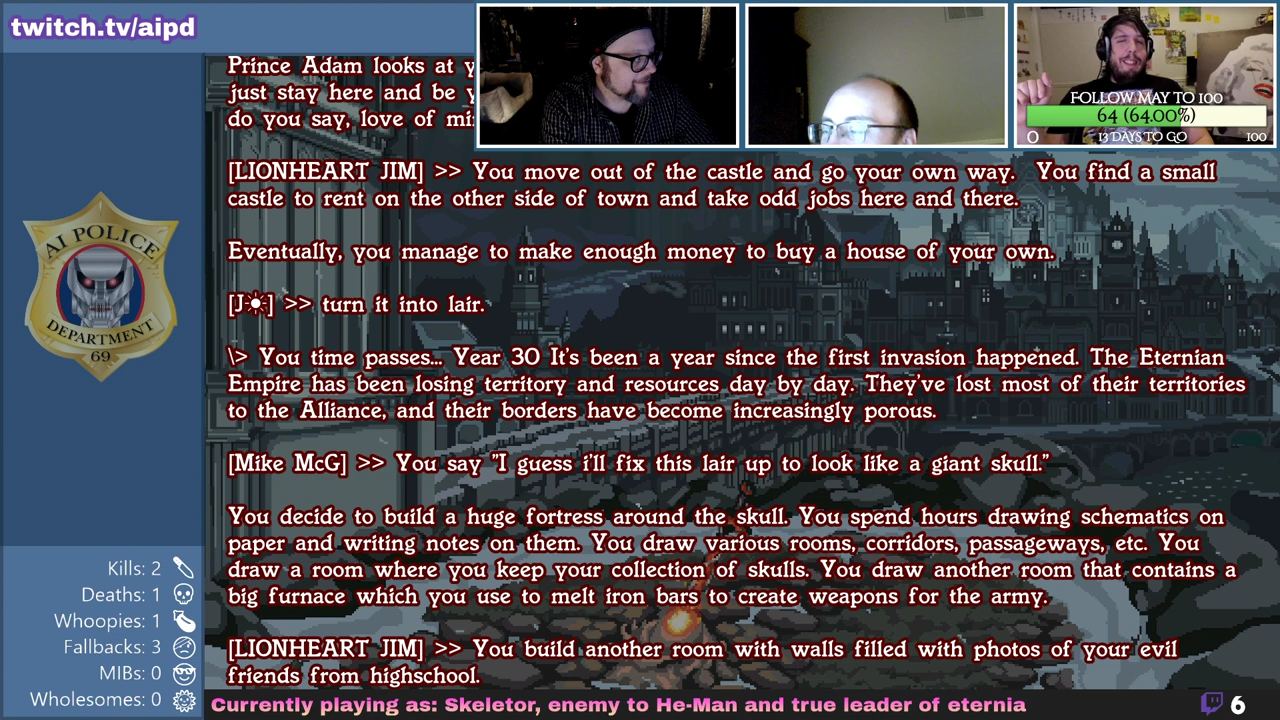 twitch.tv/aipd
Prince Adam looks at y
just stay here and be y
do you say, love of mi
FOLLOW MAY TO 100
64 (64.00%)
0 13 DAYS TO GO 100
[LIONHEART JIM] >> You move out of the castle and go your own way. You find a small
castle to rent on the other side of town and take odd jobs here and there.
Eventually, you manage to make enough money to buy a house of your own.
[J☀] >> turn it into lair.
\> You time passes... Year 30 It's been a year since the first invasion happened. The Eternian
Empire has been losing territory and resources day by day. They've lost most of their territories
to the Alliance, and their borders have become increasingly porous.
[Mike McG] >> You say "I guess i'll fix this lair up to look like a giant skull."
You decide to build a huge fortress around the skull. You spend hours drawing schematics on
paper and writing notes on them. You draw various rooms, corridors, passageways, etc. You
draw a room where you keep your collection of skulls. You draw another room that contains a
big furnace which you use to melt iron bars to create weapons for the army.
[LIONHEART JIM] >> You build another room with walls filled with photos of your evil
friends from highschool.
AI POLICE
DEPARTMENT
69
Kills: 2
Deaths: 1
Whoopies: 1
Fallbacks: 3
MIBs: 0
Wholesomes: 0
Currently playing as: Skeletor, enemy to He-Man and true leader of eternia
6